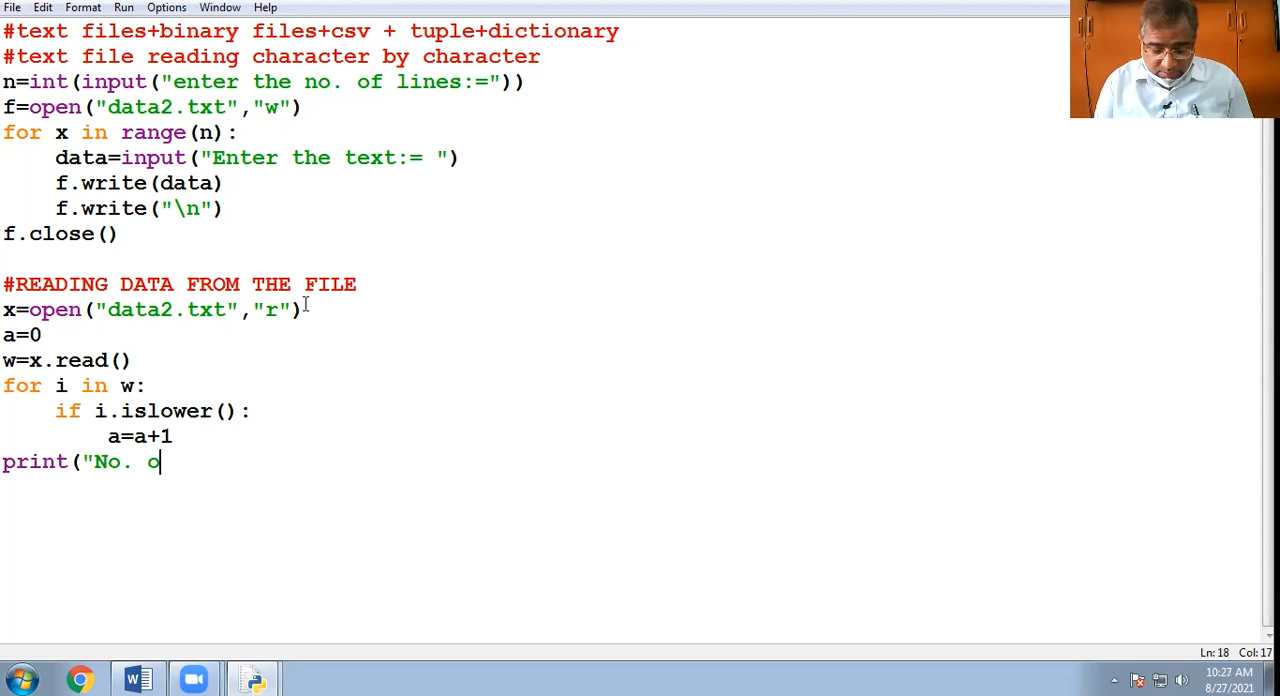 File Edit Format Run Options Window Help
#text files+binary files+csv + tuple+dictionary
#text file reading character by character
n=int(input("enter the no. of lines:="))
f=open("data2.txt","w")
for x in range(n):
    data=input("Enter the text:= ")
    f.write(data)
    f.write("\n")
f.close()
#READING DATA FROM THE FILE
x=open("data2.txt","r")
a=0
w=x.read()
for i in w:
    if i.islower():
        a=a+1
print("No. o
Ln: 18 Col: 17
W
10:27 AM
8/27/2021